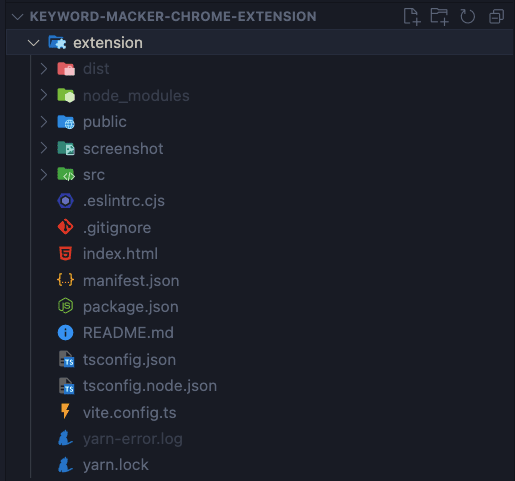 KEYWORD-MACKER-CHROME-EXTENSION
extension
dist
node_modules
public
screenshot
src
.eslintrc.cjs
.gitignore
index.html
manifest.json
package.json
README.md
tsconfig.json
tsconfig.node.json
vite.config.ts
yarn-error.log
yarn.lock